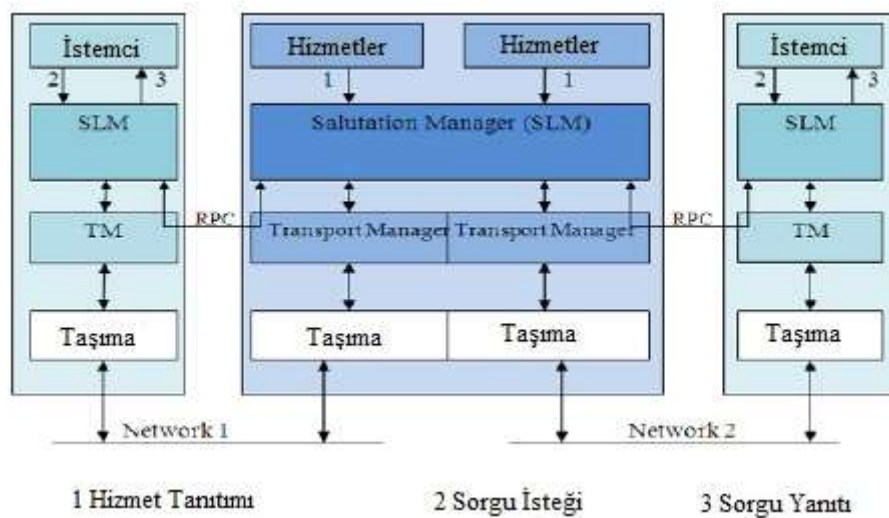 İstemci
Hizmetler
Hizmetler
İstemci
2
3
1
1
2
3
SLM
Salutation Manager (SLM)
SLM
RPC
RPC
TM
Transport Manager
Transport Manager
TM
Taşıma
Taşıma
Taşıma
Taşıma
Network 1
Network 2
1 Hizmet Tanıtımı
2 Sorgu İsteği
3 Sorgu Yanıtı